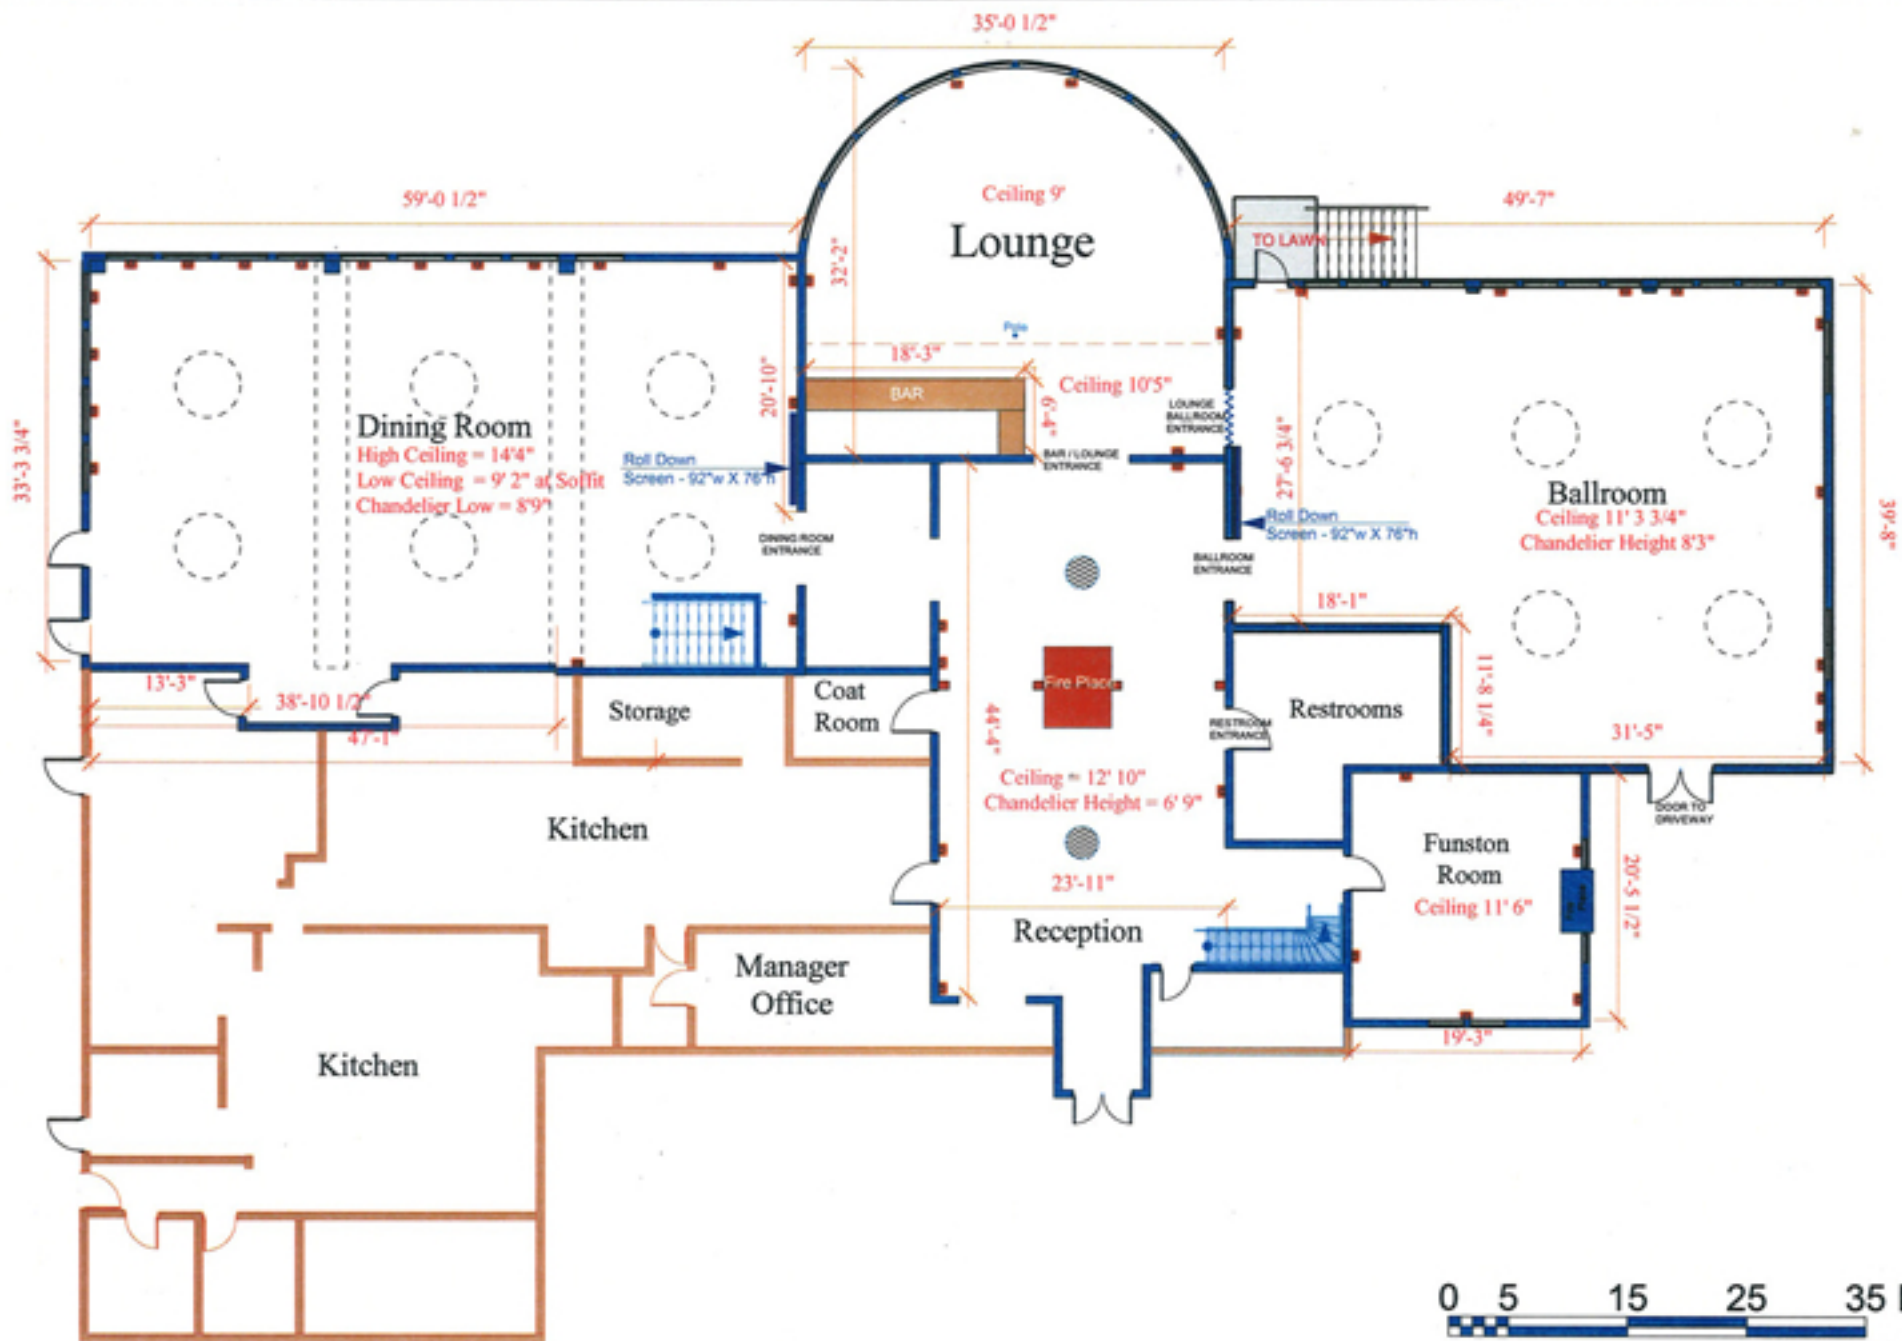 35'-0 1/2"
59'-0 1/2"
49'-7"
Ceiling 9'
Lounge
TO LAWN
32'-2"
Pole
18'-3"
BAR
Ceiling 10'5"
6'-4"
20'-10"
33'-3 3/4"
Dining Room
High Ceiling = 14'4"
Low Ceiling = 9' 2" at Soffit
Chandelier Low = 8'9"
Roll Down
Screen - 92"w X 76"h
DINING ROOM
ENTRANCE
LOUNGE
BALLROOM
ENTRANCE
BAR / LOUNGE
ENTRANCE
27'-6 3/4"
Ballroom
Ceiling 11' 3 3/4"
Chandelier Height 8'3"
Roll Down
Screen - 92"w X 76"h
39'-8"
BALLROOM
ENTRANCE
18'-1"
11'-8 1/4"
31'-5"
13'-3"
38'-10 1/2"
47'-1"
Storage
Coat
Room
Fire Place
44'-4"
RESTROOM
ENTRANCE
Restrooms
Ceiling = 12' 10"
Chandelier Height = 6' 9"
DOOR TO
DRIVEWAY
Kitchen
Funston
Room
Ceiling 11' 6"
20'-5 1/2"
23'-11"
Reception
Manager
Office
19'-3"
Kitchen
0 5 15 25 35